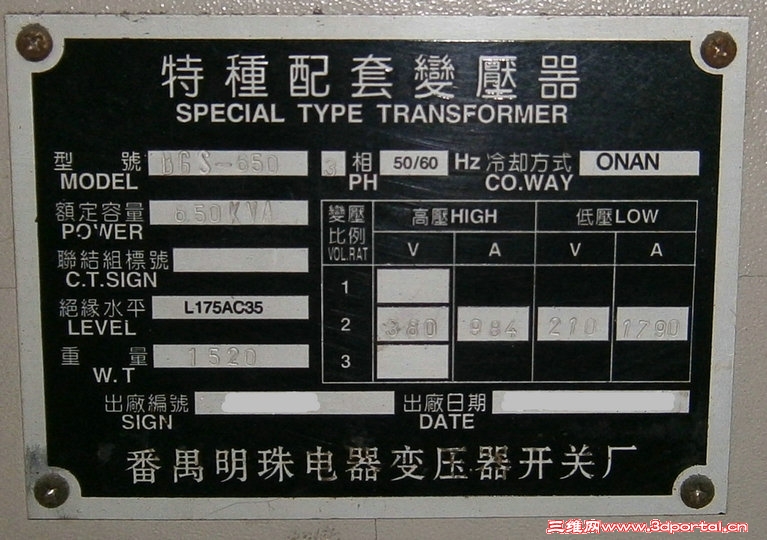 特種配套變壓器
SPECIAL TYPE TRANSFORMER
型號 BGS-650 3 相 50/60 Hz 冷却方式 ONAN
MODEL PH CO.WAY
額定容量 650KVA
POWER
聯結組標號
C.T.SIGN
絕緣水平 L175AC35
LEVEL
重量 1520
W.T
變壓比例 高壓HIGH 低壓LOW
VOL.RAT V A V A
1
2 380 984 210 1790
3
出廠編號 出廠日期
SIGN DATE
番禺明珠电器变压器开关厂
三维网www.3dportal.cn